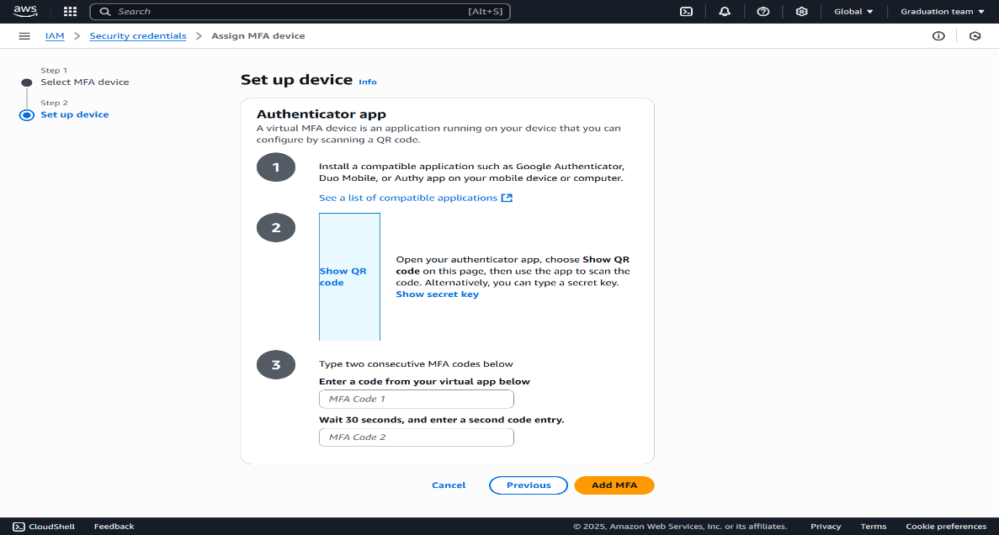 aws
Search [Alt+S]
Global
Graduation team
IAM > Security credentials > Assign MFA device
Step 1
Select MFA device
Step 2
Set up device
Set up device Info
Authenticator app
A virtual MFA device is an application running on your device that you can
configure by scanning a QR code.
1
Install a compatible application such as Google Authenticator,
Duo Mobile, or Authy app on your mobile device or computer.
See a list of compatible applications
2
Show QR
code
Open your authenticator app, choose Show QR
code on this page, then use the app to scan the
code. Alternatively, you can type a secret key.
Show secret key
3
Type two consecutive MFA codes below
Enter a code from your virtual app below
MFA Code 1
Wait 30 seconds, and enter a second code entry.
MFA Code 2
Cancel
Previous
Add MFA
CloudShell Feedback © 2025, Amazon Web Services, Inc. or its affiliates. Privacy Terms Cookie preferences